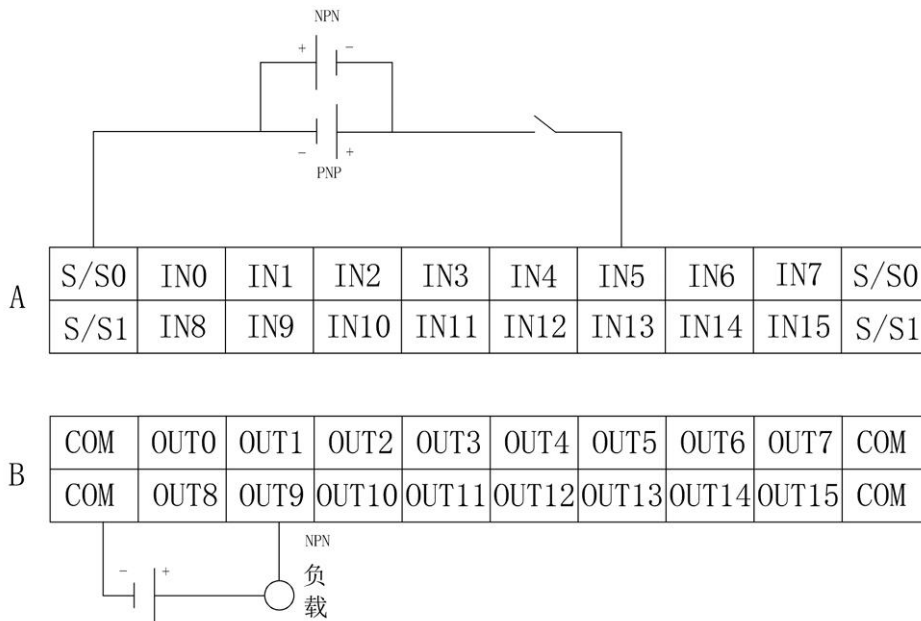 NPN
+ -
- +
PNP
A
S/S0 IN0 IN1 IN2 IN3 IN4 IN5 IN6 IN7 S/S0
S/S1 IN8 IN9 IN10 IN11 IN12 IN13 IN14 IN15 S/S1
B
COM OUT0 OUT1 OUT2 OUT3 OUT4 OUT5 OUT6 OUT7 COM
COM OUT8 OUT9 OUT10 OUT11 OUT12 OUT13 OUT14 OUT15 COM
NPN
- +
负
载